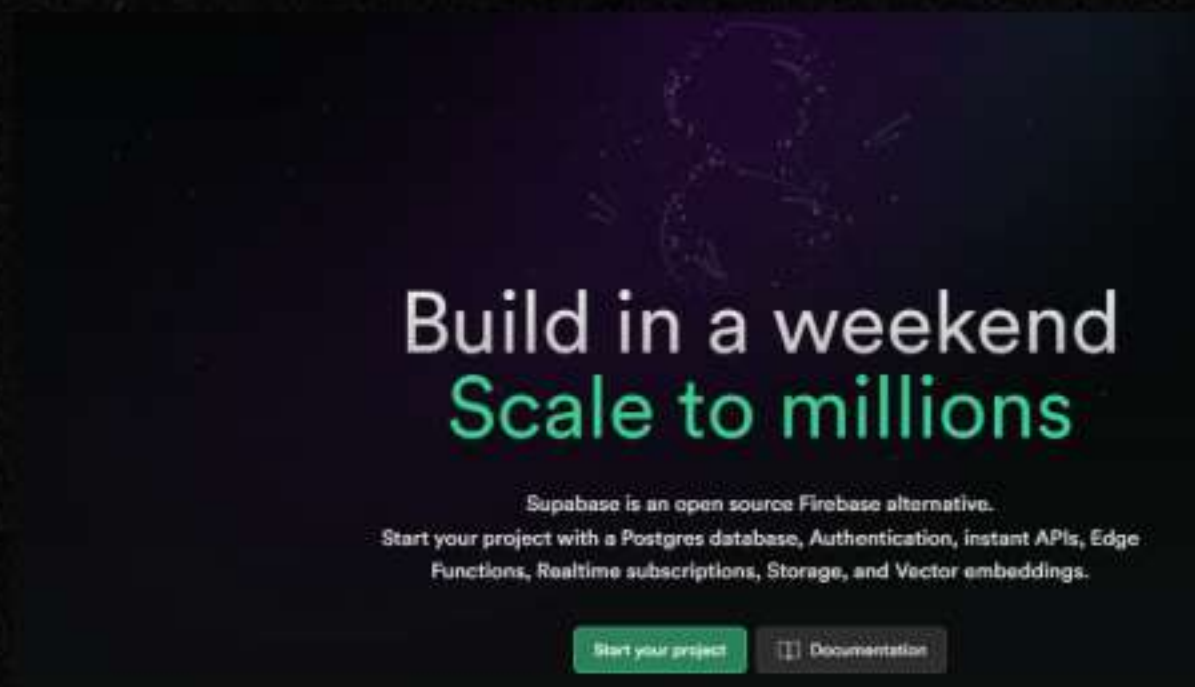 Build in a weekend
Scale to millions
Supabase is an open source Firebase alternative.
Start your project with a Postgres database, Authentication, instant APIs, Edge
Functions, Realtime subscriptions, Storage, and Vector embeddings.
Start your project
Documentation